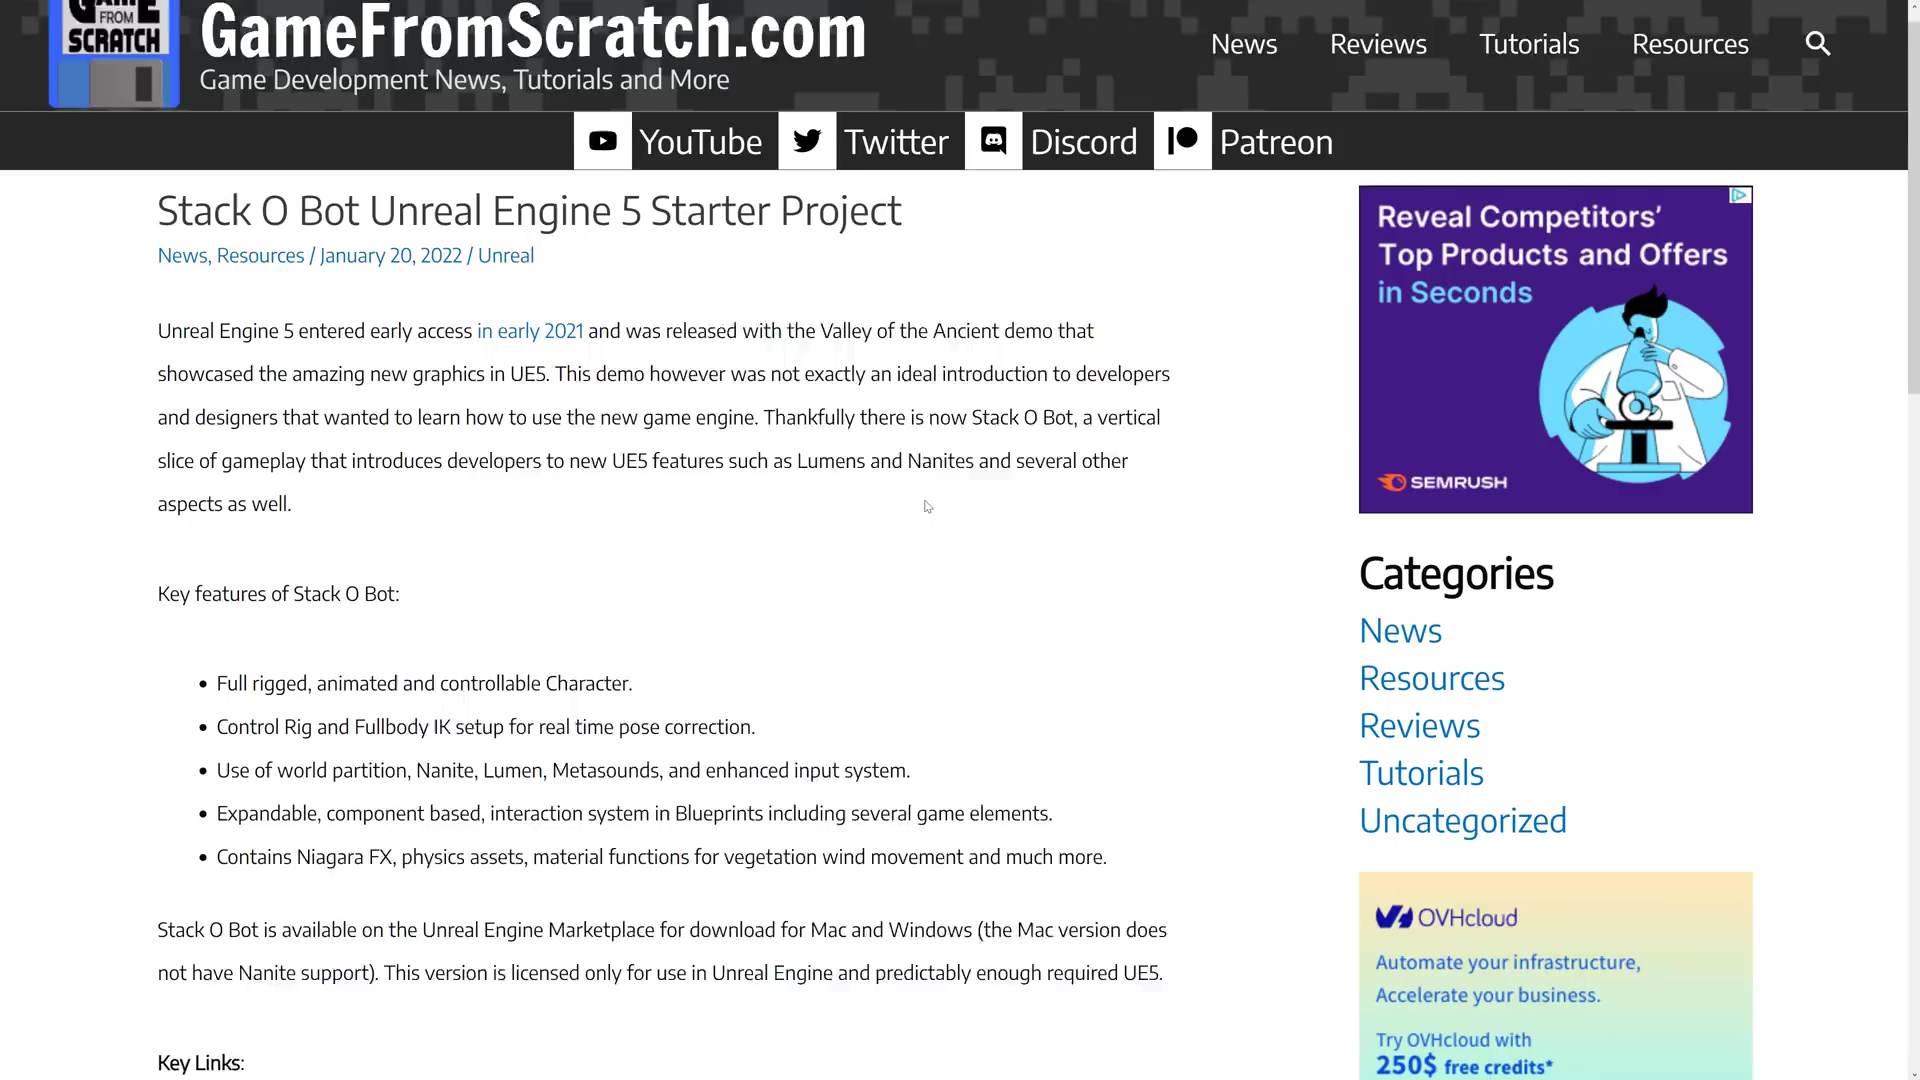 GAME
FROM
SCRATCH
GameFromScratch.com
Game Development News, Tutorials and More
News
Reviews
Tutorials
Resources
YouTube
Twitter
Discord
Patreon
Stack O Bot Unreal Engine 5 Starter Project
News, Resources / January 20, 2022 / Unreal
Unreal Engine 5 entered early access in early 2021 and was released with the Valley of the Ancient demo that
showcased the amazing new graphics in UE5. This demo however was not exactly an ideal introduction to developers
and designers that wanted to learn how to use the new game engine. Thankfully there is now Stack O Bot, a vertical
slice of gameplay that introduces developers to new UE5 features such as Lumens and Nanites and several other
aspects as well.
Key features of Stack O Bot:
• Full rigged, animated and controllable Character.
• Control Rig and Fullbody IK setup for real time pose correction.
• Use of world partition, Nanite, Lumen, Metasounds, and enhanced input system.
• Expandable, component based, interaction system in Blueprints including several game elements.
• Contains Niagara FX, physics assets, material functions for vegetation wind movement and much more.
Stack O Bot is available on the Unreal Engine Marketplace for download for Mac and Windows (the Mac version does
not have Nanite support). This version is licensed only for use in Unreal Engine and predictably enough required UE5.
Key Links:
Reveal Competitors'
Top Products and Offers
in Seconds
SEMRUSH
Categories
News
Resources
Reviews
Tutorials
Uncategorized
OVHcloud
Automate your infrastructure,
Accelerate your business.
Try OVHcloud with
250$ free credits*